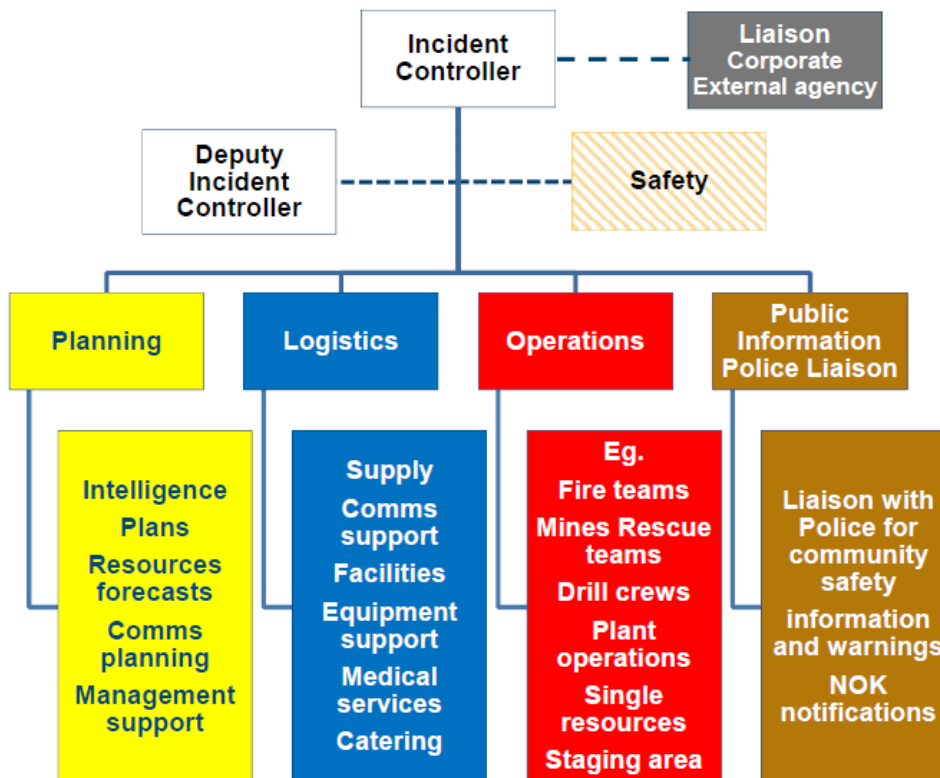 Incident
Controller
Liaison
Corporate
External agency
Deputy
Incident
Controller
Safety
Planning
Logistics
Operations
Public
Information
Police Liaison
Intelligence
Plans
Resources
forecasts
Comms
planning
Management
support
Supply
Comms
support
Facilities
Equipment
support
Medical
services
Catering
Eg.
Fire teams
Mines Rescue
teams
Drill crews
Plant
operations
Single
resources
Staging area
Liaison with
Police for
community
safety
information
and warnings
NOK
notifications